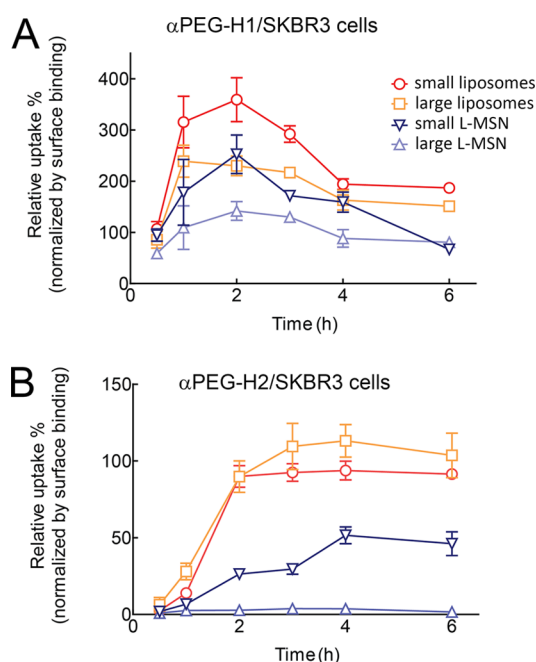 A
αPEG-H1/SKBR3 cells
Relative uptake %
(normalized by surface binding)
400
300
200
100
0
0
2
4
6
Time (h)
small liposomes
large liposomes
small L-MSN
large L-MSN
B
αPEG-H2/SKBR3 cells
Relative uptake %
(normalized by surface binding)
150
100
50
0
0
2
4
6
Time (h)